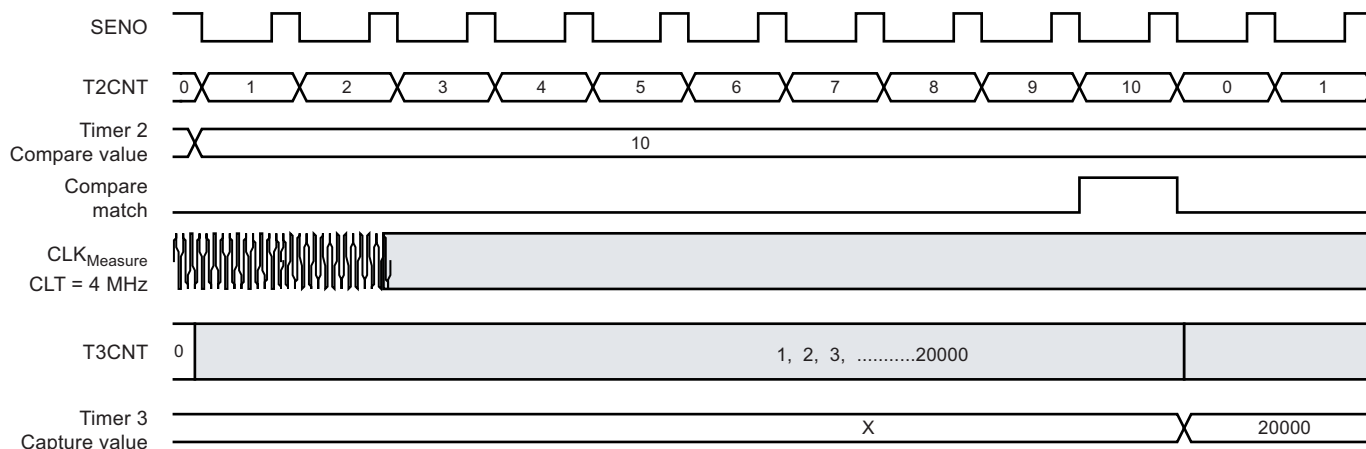 SENO
T2CNT 0 1 2 3 4 5 6 7 8 9 10 0 1
Timer 2
Compare value 10
Compare
match
CLKMeasure
CLT = 4 MHz
T3CNT 0 1, 2, 3, ...........20000
Timer 3
Capture value X 20000